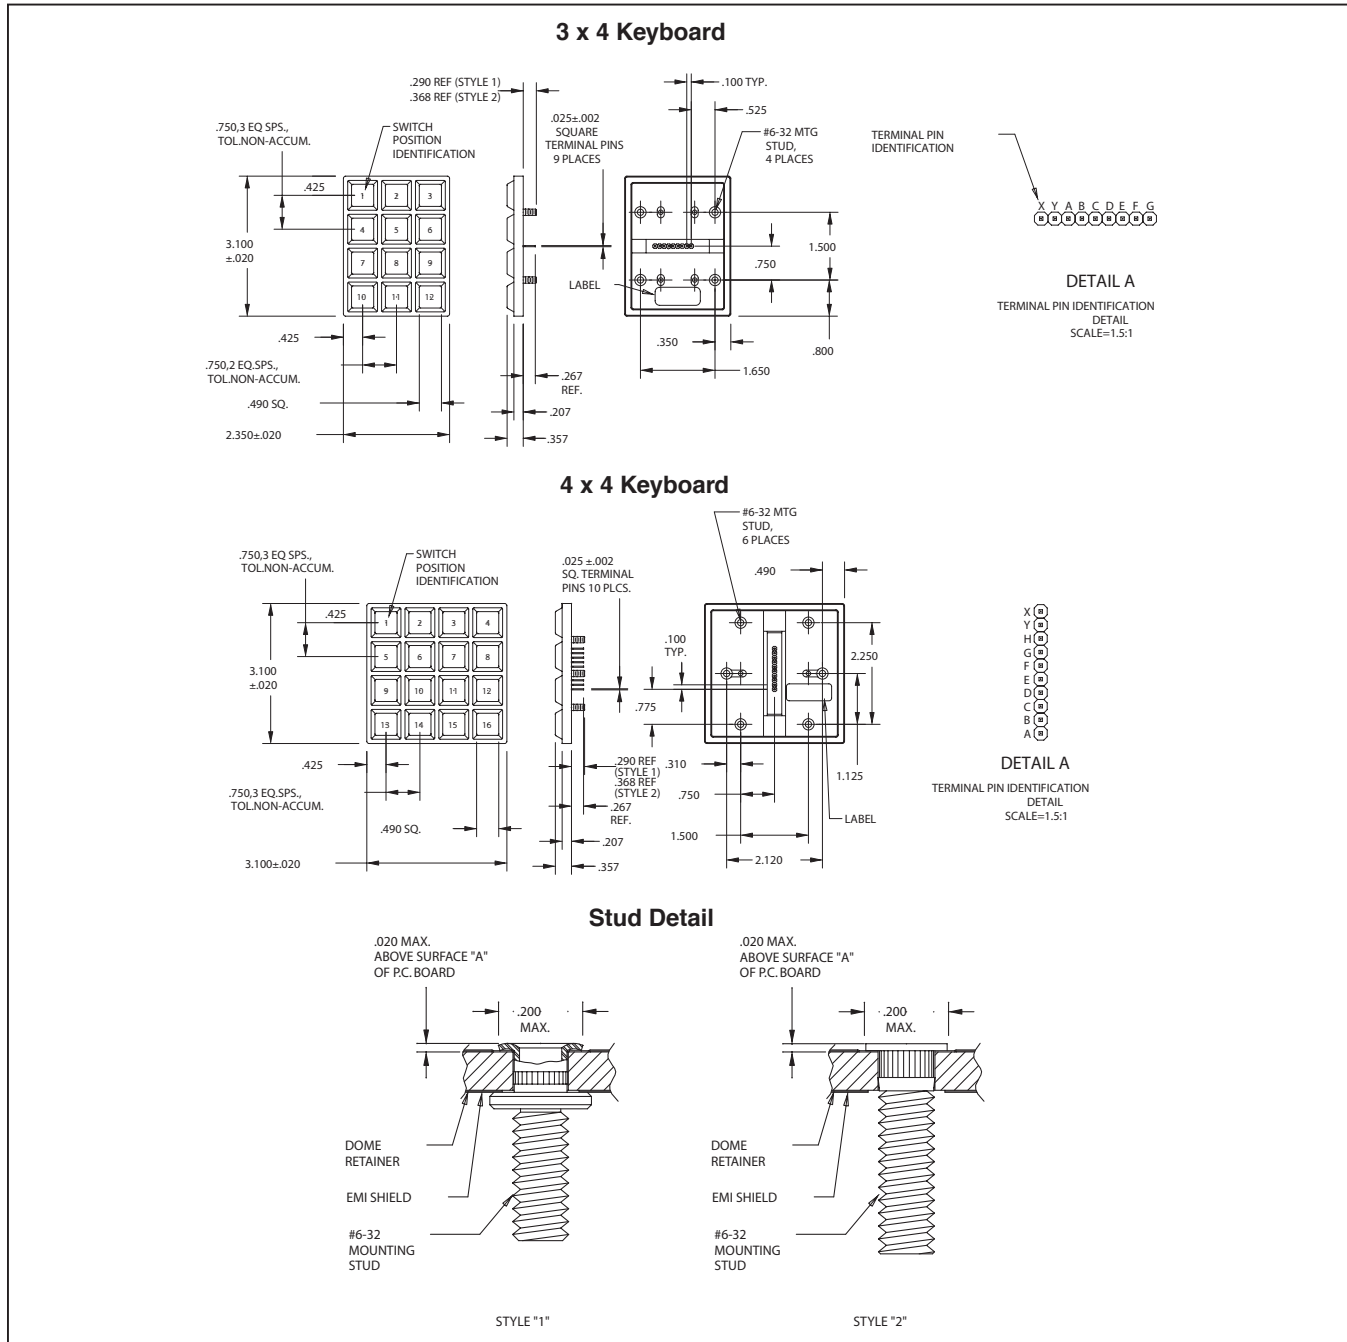 3 x 4 Keyboard
.290 REF (STYLE 1)
.368 REF (STYLE 2)
.100 TYP.
.525
.750,3 EQ SPS.,
TOL.NON-ACCUM.
SWITCH
POSITION
IDENTIFICATION
.025±.002
SQUARE
TERMINAL PINS
9 PLACES
#6-32 MTG
STUD,
4 PLACES
TERMINAL PIN
IDENTIFICATION
.425
1 2 3
4 5 6
7 8 9
10 11 12
3.100
±.020
X Y A B C D E F G
1.500
.750
LABEL
DETAIL A
TERMINAL PIN IDENTIFICATION
DETAIL
SCALE=1.5:1
.425
.350
.800
.750,2 EQ.SPS.,
TOL.NON-ACCUM.
.267
REF.
1.650
.490 SQ.
.207
2.350±.020
.357
4 x 4 Keyboard
#6-32 MTG
STUD,
6 PLACES
.750,3 EQ SPS.,
TOL.NON-ACCUM.
SWITCH
POSITION
IDENTIFICATION
.025 ±.002
SQ. TERMINAL
PINS 10 PLCS.
.490
.425
1 2 3 4
5 6 7 8
9 10 11 12
13 14 15 16
3.100
±.020
.100
TYP.
2.250
.775
X
Y
H
G
F
E
D
C
B
A
.425
.290 REF
(STYLE 1)
.368 REF
(STYLE 2)
.310
1.125
DETAIL A
TERMINAL PIN IDENTIFICATION
DETAIL
SCALE=1.5:1
.750,3 EQ.SPS.,
TOL.NON-ACCUM.
.267
REF.
.750
LABEL
.490 SQ.
.207
1.500
3.100±.020
.357
2.120
Stud Detail
.020 MAX.
ABOVE SURFACE "A"
OF P.C. BOARD
.200
MAX.
DOME
RETAINER
EMI SHIELD
#6-32
MOUNTING
STUD
STYLE "1"
.020 MAX.
ABOVE SURFACE "A"
OF P.C. BOARD
.200
MAX.
DOME
RETAINER
EMI SHIELD
#6-32
MOUNTING
STUD
STYLE "2"